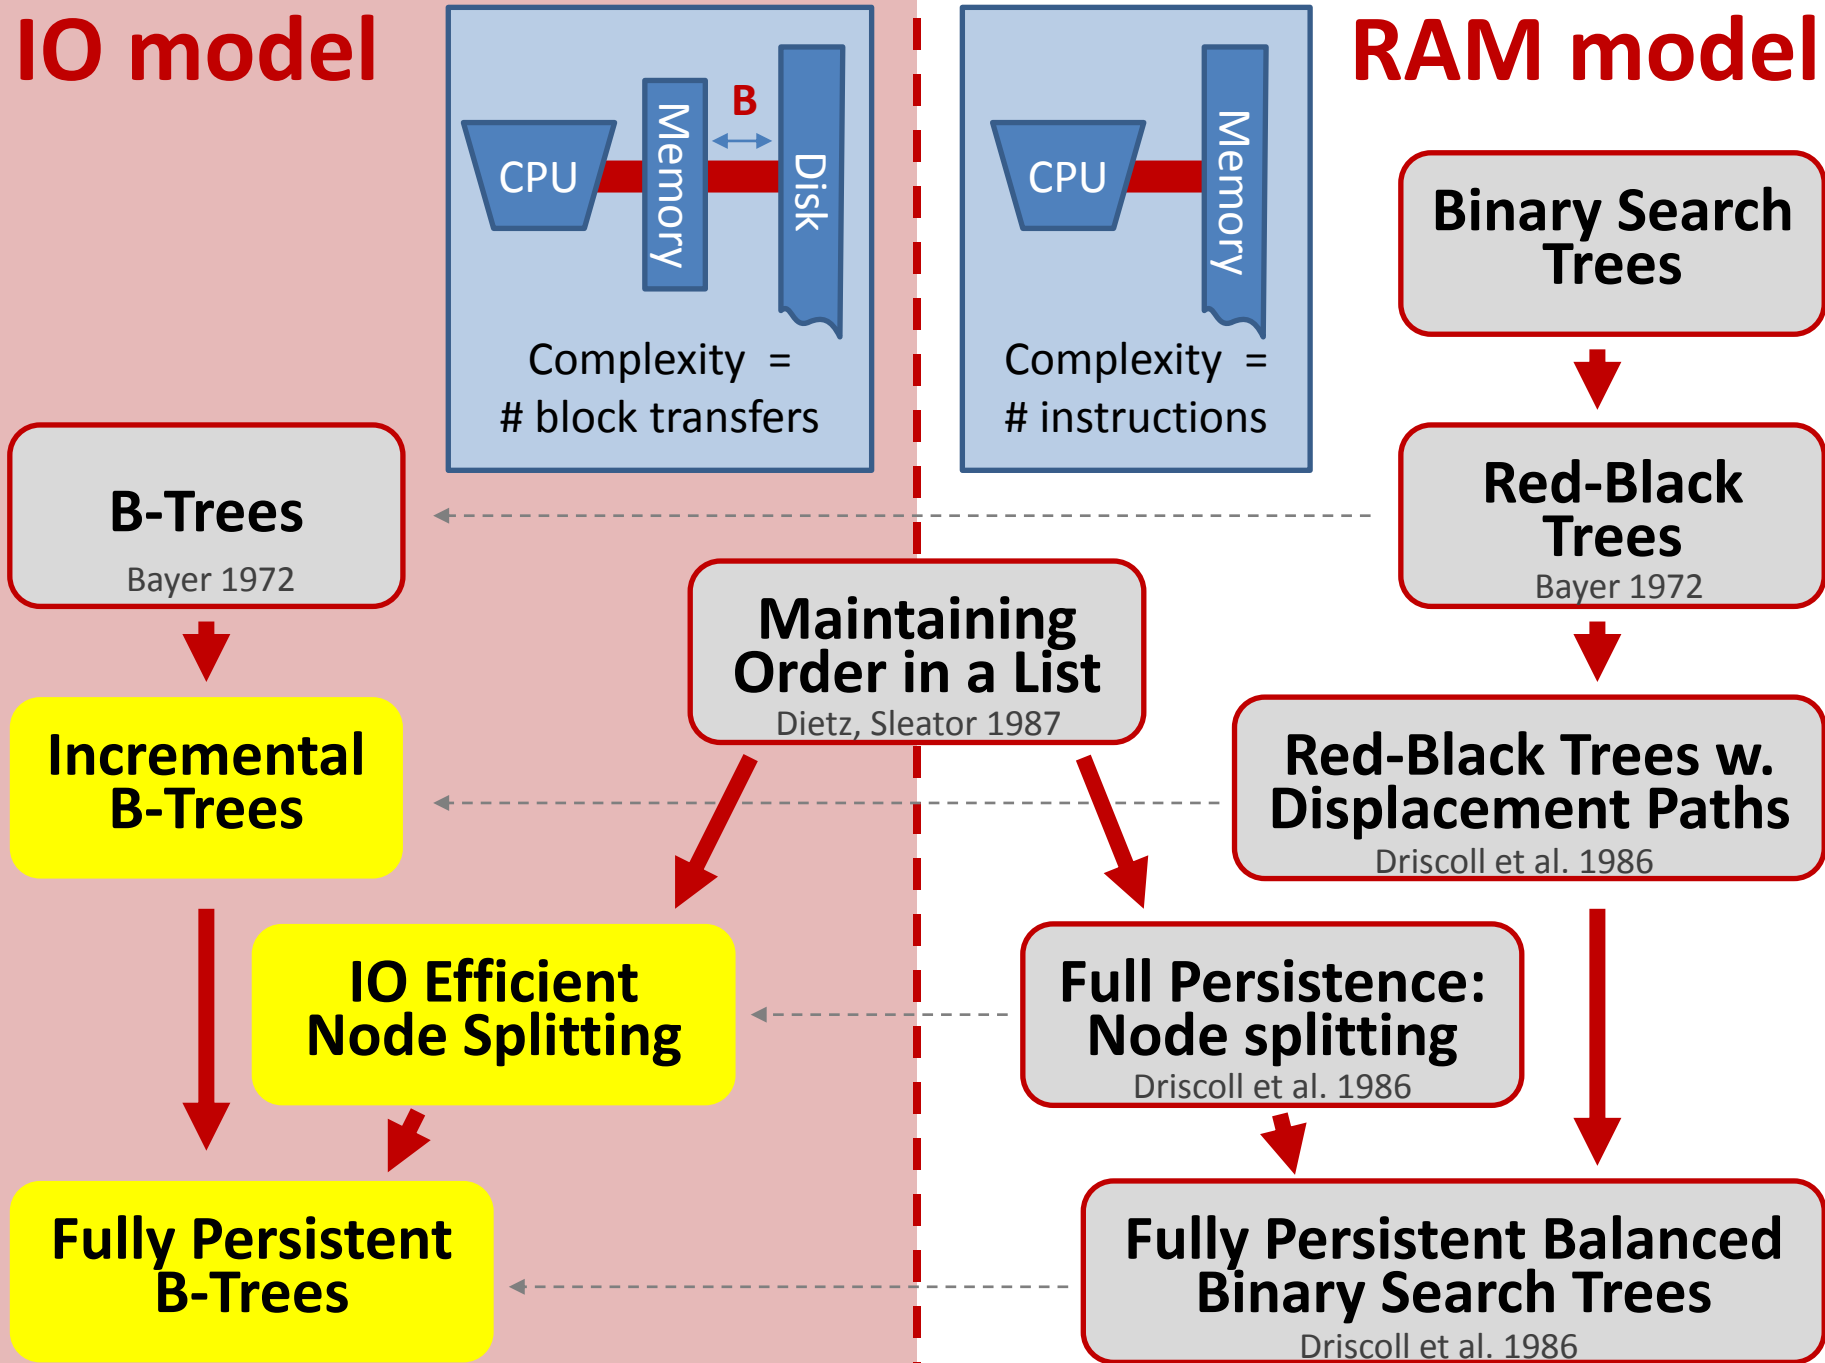 IO model
RAM model
CPU
Memory
B
Disk
Complexity =
# block transfers
CPU
Memory
Complexity =
# instructions
Binary Search
Trees
B-Trees
Bayer 1972
Red-Black
Trees
Bayer 1972
Maintaining
Order in a List
Dietz, Sleator 1987
Incremental
B-Trees
Red-Black Trees w.
Displacement Paths
Driscoll et al. 1986
IO Efficient
Node Splitting
Full Persistence:
Node splitting
Driscoll et al. 1986
Fully Persistent
B-Trees
Fully Persistent Balanced
Binary Search Trees
Driscoll et al. 1986